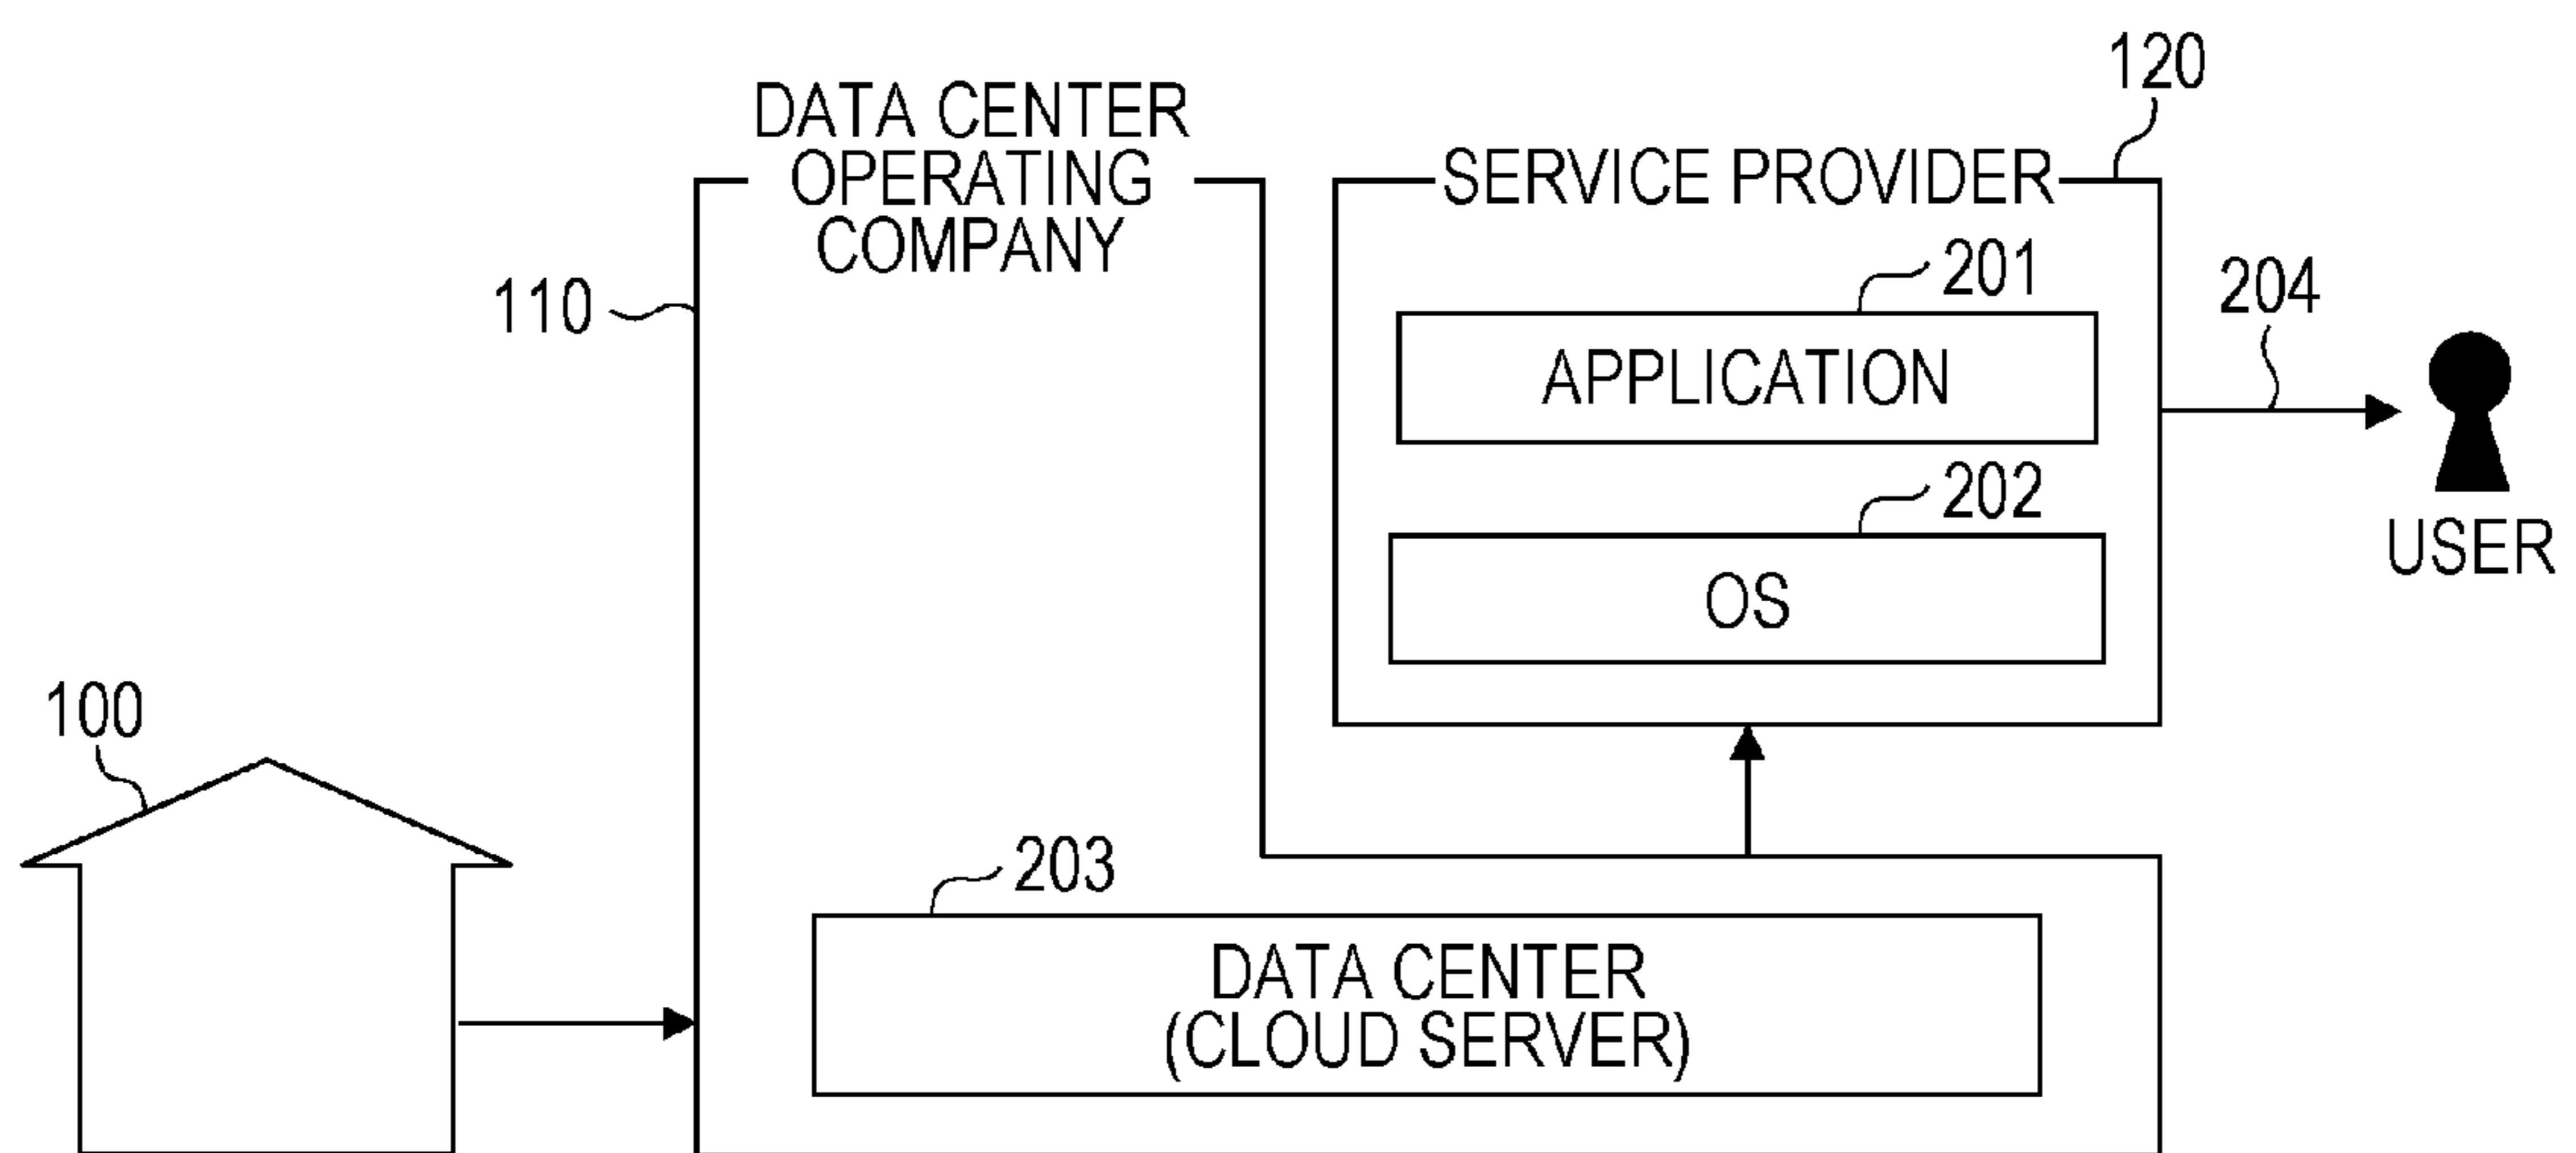 120
DATA CENTER
OPERATING
COMPANY
SERVICE PROVIDER
110
201
204
APPLICATION
202
USER
OS
100
203
DATA CENTER
(CLOUD SERVER)